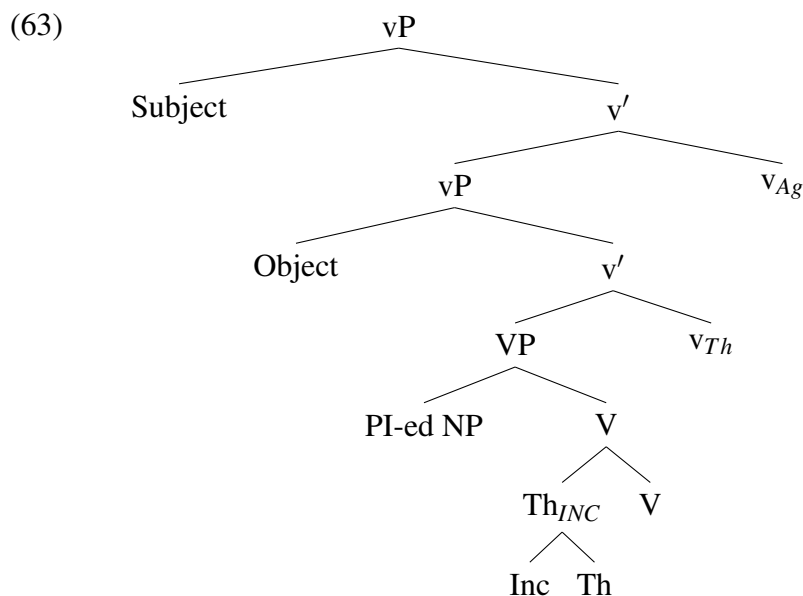 (63) vP
Subject v′
vP v_Ag
Object v′
VP v_Th
PI-ed NP V
Th_INC V
Inc Th